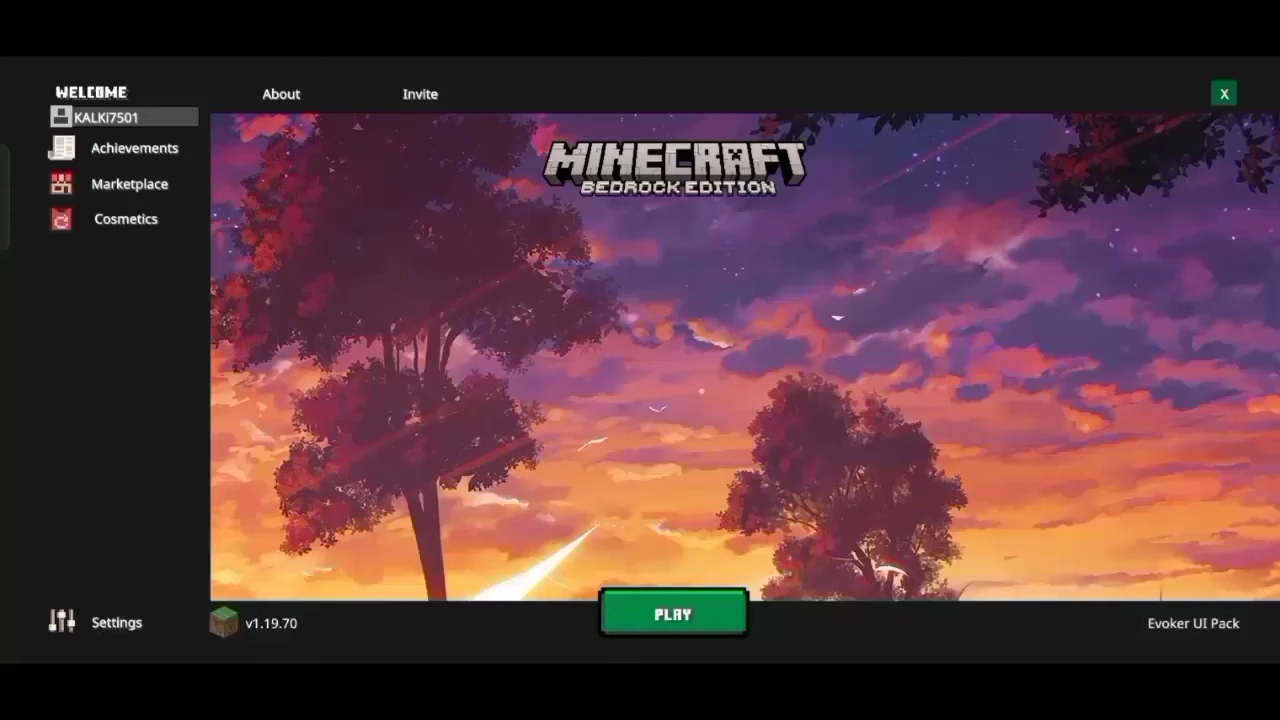 WELCOME
About
Invite
X
KALKi7501
Achievements
Marketplace
Cosmetics
MINECRAFT
BEDROCK EDITION
Settings
v1.19.70
PLAY
Evoker UI Pack